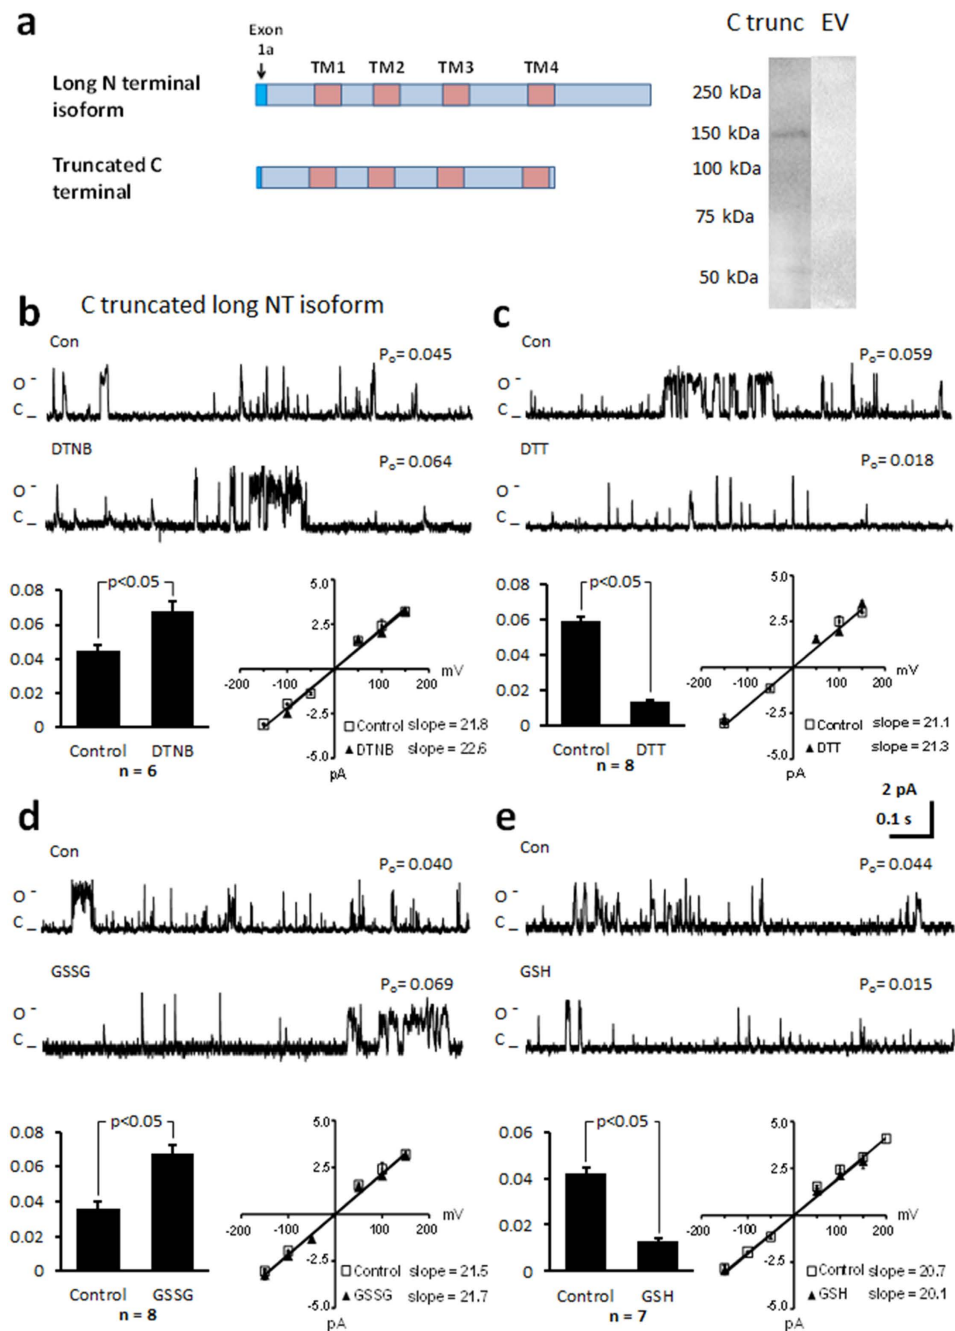 a
C trunc EV
Exon
1a
TM1 TM2 TM3 TM4
Long N terminal
isoform
Truncated C
terminal
250 kDa
150 kDa
100 kDa
75 kDa
50 kDa
b C truncated long NT isoform
Con
Po= 0.045
O -
C _
DTNB
Po= 0.064
O -
C _
0.08
0.06
0.04
0.02
0
p<0.05
Control DTNB
n = 6
5.0
2.5
-200 -100 100 200 mV
-2.5
-5.0
pA
Control slope = 21.8
DTNB slope = 22.6
c
Con
Po= 0.059
O -
C _
DTT
Po= 0.018
O -
C _
0.08
0.06
0.04
0.02
0
p<0.05
Control DTT
n = 8
5.0
2.5
-200 -100 100 200 mV
-2.5
-5.0
pA
Control slope = 21.1
DTT slope = 21.3
2 pA
0.1 s
d
Con
Po= 0.040
O -
C _
GSSG
Po= 0.069
O -
C _
0.08
0.06
0.04
0.02
0
p<0.05
Control GSSG
n = 8
5.0
2.5
-200 -100 100 200 mV
-2.5
-5.0
pA
Control slope = 21.5
GSSG slope = 21.7
e
Con
Po= 0.044
O -
C _
GSH
Po= 0.015
O -
C _
0.06
0.04
0.02
0
p<0.05
Control GSH
n = 7
5.0
2.5
-200 -100 100 200 mV
-2.5
-5.0
pA
Control slope = 20.7
GSH slope = 20.1